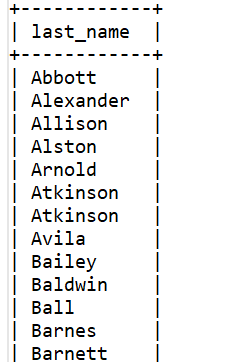 +------------+
| last_name  |
+------------+
| Abbott     |
| Alexander  |
| Allison    |
| Alston     |
| Arnold     |
| Atkinson   |
| Atkinson   |
| Avila      |
| Bailey     |
| Baldwin    |
| Ball       |
| Barnes     |
| Barnett    |